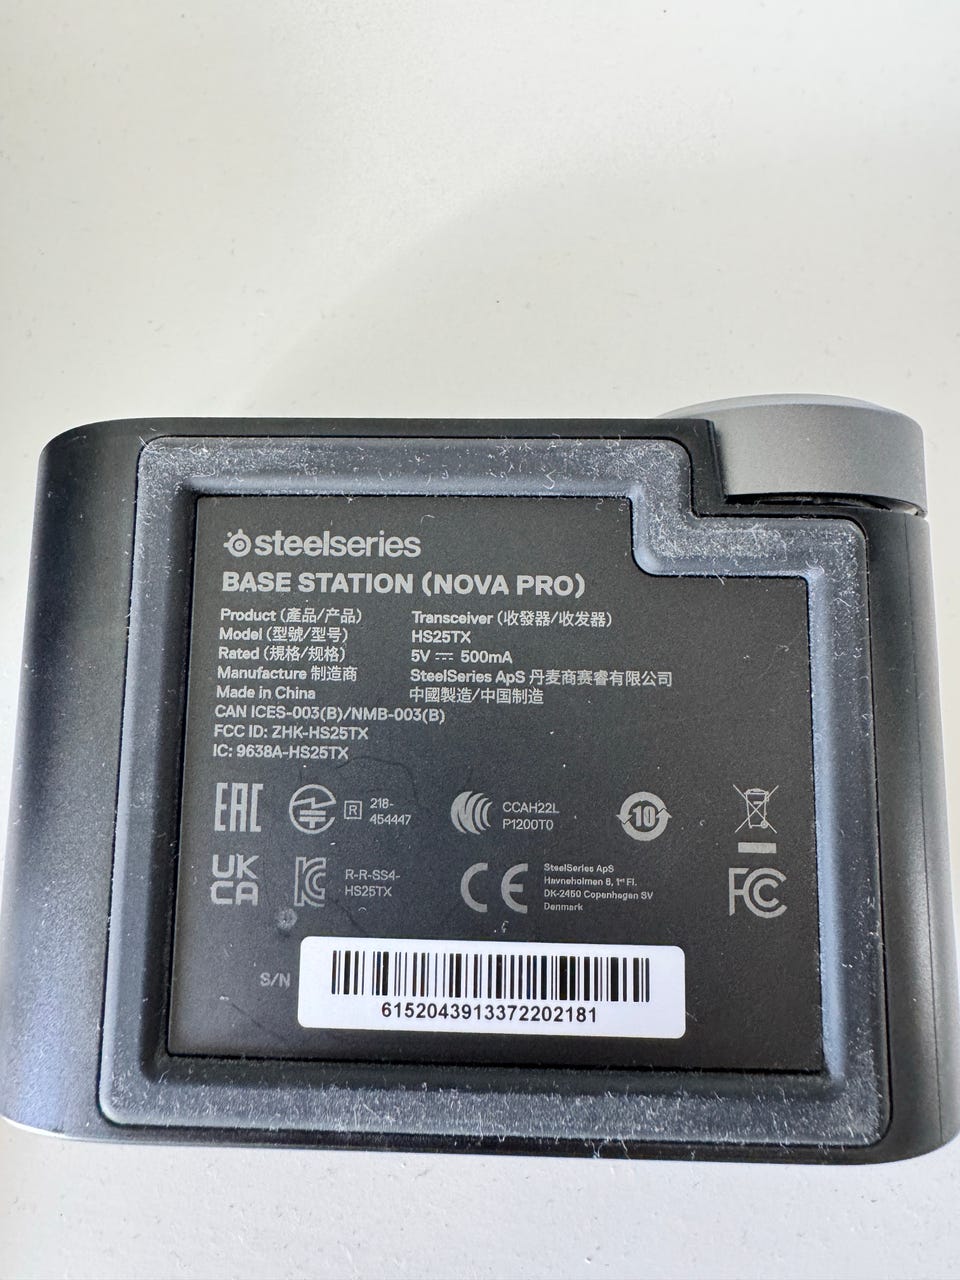 steelseries
BASE STATION (NOVA PRO)
Product (產品/产品) Transceiver (收發器/收发器)
Model (型號/型号) HS25TX
Rated (規格/规格) 5V ⎓ 500mA
Manufacture 制造商 SteelSeries ApS 丹麦商赛睿有限公司
Made in China 中國製造/中国制造
CAN ICES-003(B)/NMB-003(B)
FCC ID: ZHK-HS25TX
IC: 9638A-HS25TX
EAC
R 218-
454447
CCAH22L
P1200T0
10
UK
CA
KC
R-R-SS4-
HS25TX
CE
SteelSeries ApS
Havneholmen 8, 1st Fl.
DK-2450 Copenhagen SV
Denmark
FC
S/N
6152043913372202181